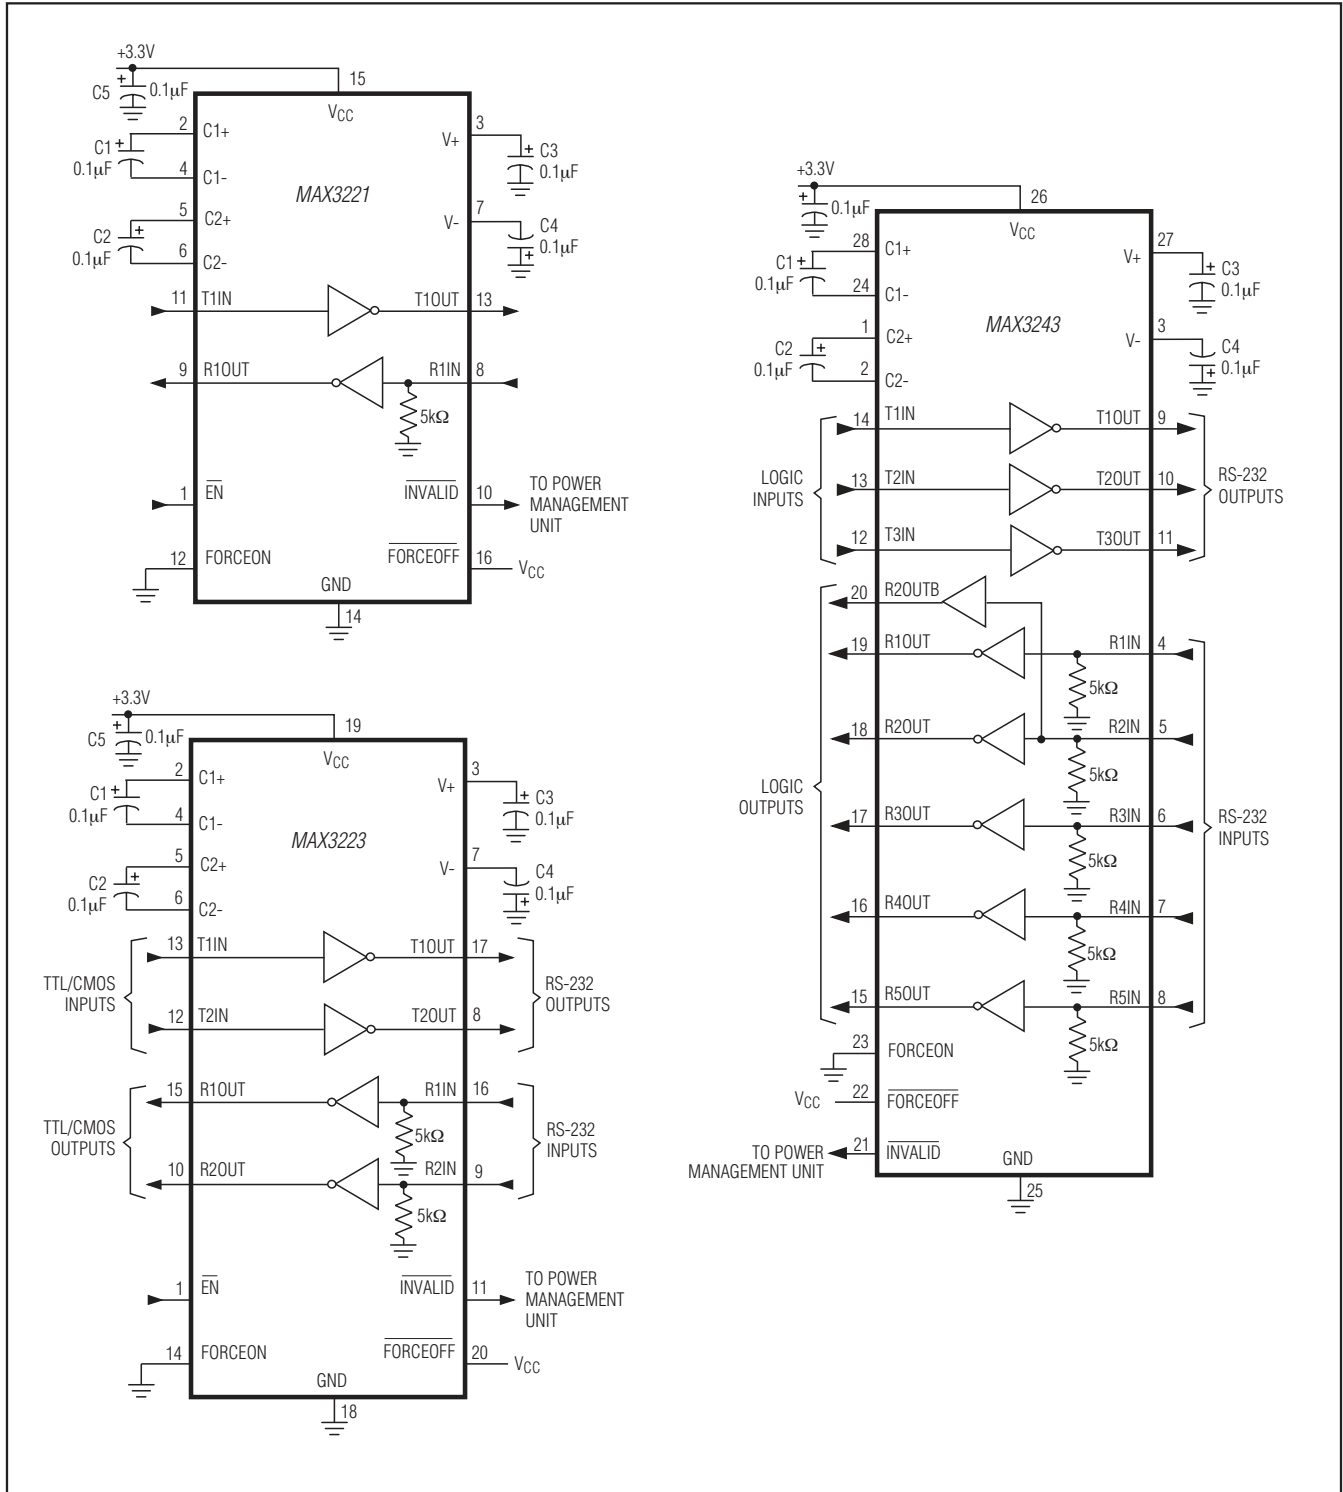 +3.3V
C5
+
0.1µF
15
VCC
2
C1+
C1
+
0.1µF
4
C1-
MAX3221
3
V+
+
C3
0.1µF
5
C2+
C2
+
0.1µF
6
C2-
7
V-
C4
0.1µF
+
11
T1IN
T1OUT
13
9
R1OUT
R1IN
8
5kΩ
1
EN
INVALID
10
TO POWER
MANAGEMENT
UNIT
12
FORCEON
FORCEOFF
16
VCC
GND
14
+3.3V
C5
+
0.1µF
19
VCC
2
C1+
C1
+
0.1µF
4
C1-
MAX3223
3
V+
+
C3
0.1µF
5
C2+
C2
+
0.1µF
6
C2-
7
V-
C4
0.1µF
+
TTL/CMOS
INPUTS
13
T1IN
T1OUT
17
12
T2IN
T2OUT
8
RS-232
OUTPUTS
TTL/CMOS
OUTPUTS
15
R1OUT
R1IN
16
5kΩ
10
R2OUT
R2IN
9
5kΩ
RS-232
INPUTS
1
EN
INVALID
11
TO POWER
MANAGEMENT
UNIT
14
FORCEON
FORCEOFF
20
VCC
GND
18
+3.3V
+
0.1µF
26
VCC
28
C1+
C1
+
0.1µF
24
C1-
MAX3243
27
V+
+
C3
0.1µF
1
C2+
C2
+
0.1µF
2
C2-
3
V-
C4
0.1µF
+
LOGIC
INPUTS
14
T1IN
T1OUT
9
13
T2IN
T2OUT
10
12
T3IN
T3OUT
11
RS-232
OUTPUTS
LOGIC
OUTPUTS
20
R2OUTB
19
R1OUT
R1IN
4
5kΩ
18
R2OUT
R2IN
5
5kΩ
17
R3OUT
R3IN
6
5kΩ
16
R4OUT
R4IN
7
5kΩ
15
R5OUT
R5IN
8
5kΩ
RS-232
INPUTS
23
FORCEON
VCC
22
FORCEOFF
TO POWER
MANAGEMENT UNIT
21
INVALID
GND
25